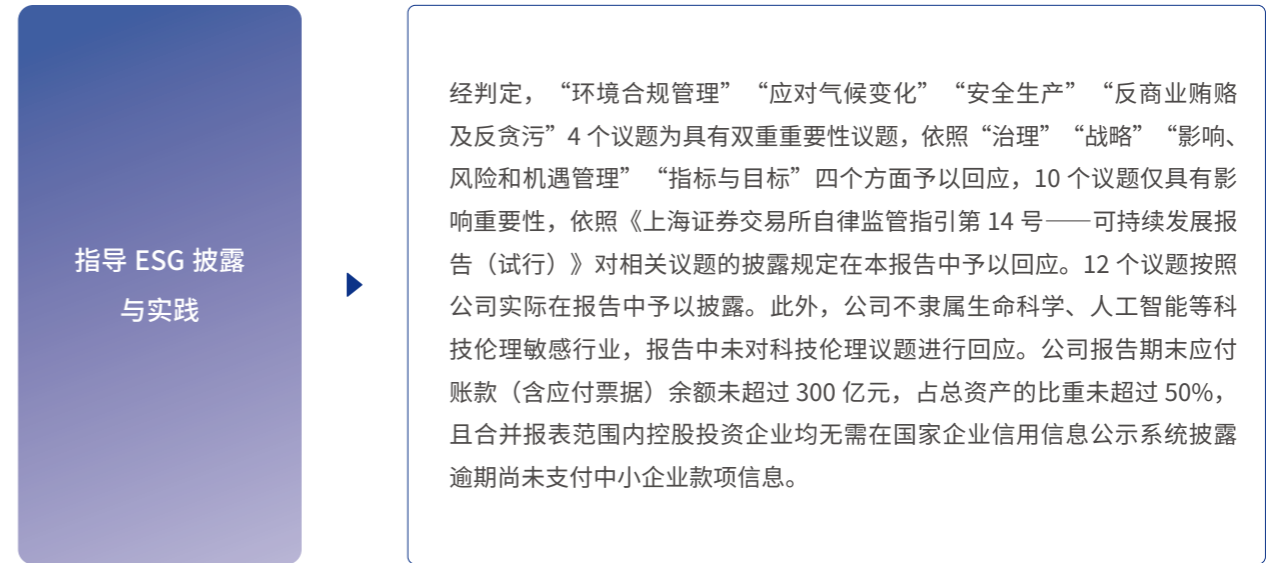 指导 ESG 披露
与实践
经判定，“环境合规管理”“应对气候变化”“安全生产”“反商业贿赂
及反贪污”4 个议题为具有双重重要性议题，依照“治理”“战略”“影响、
风险和机遇管理”“指标与目标”四个方面予以回应，10 个议题仅具有影
响重要性，依照《上海证券交易所自律监管指引第 14 号——可持续发展报
告（试行）》对相关议题的披露规定在本报告中予以回应。12 个议题按照
公司实际在报告中予以披露。此外，公司不隶属生命科学、人工智能等科
技伦理敏感行业，报告中未对科技伦理议题进行回应。公司报告期末应付
账款（含应付票据）余额未超过 300 亿元，占总资产的比重未超过 50%，
且合并报表范围内控股投资企业均无需在国家企业信用信息公示系统披露
逾期尚未支付中小企业款项信息。